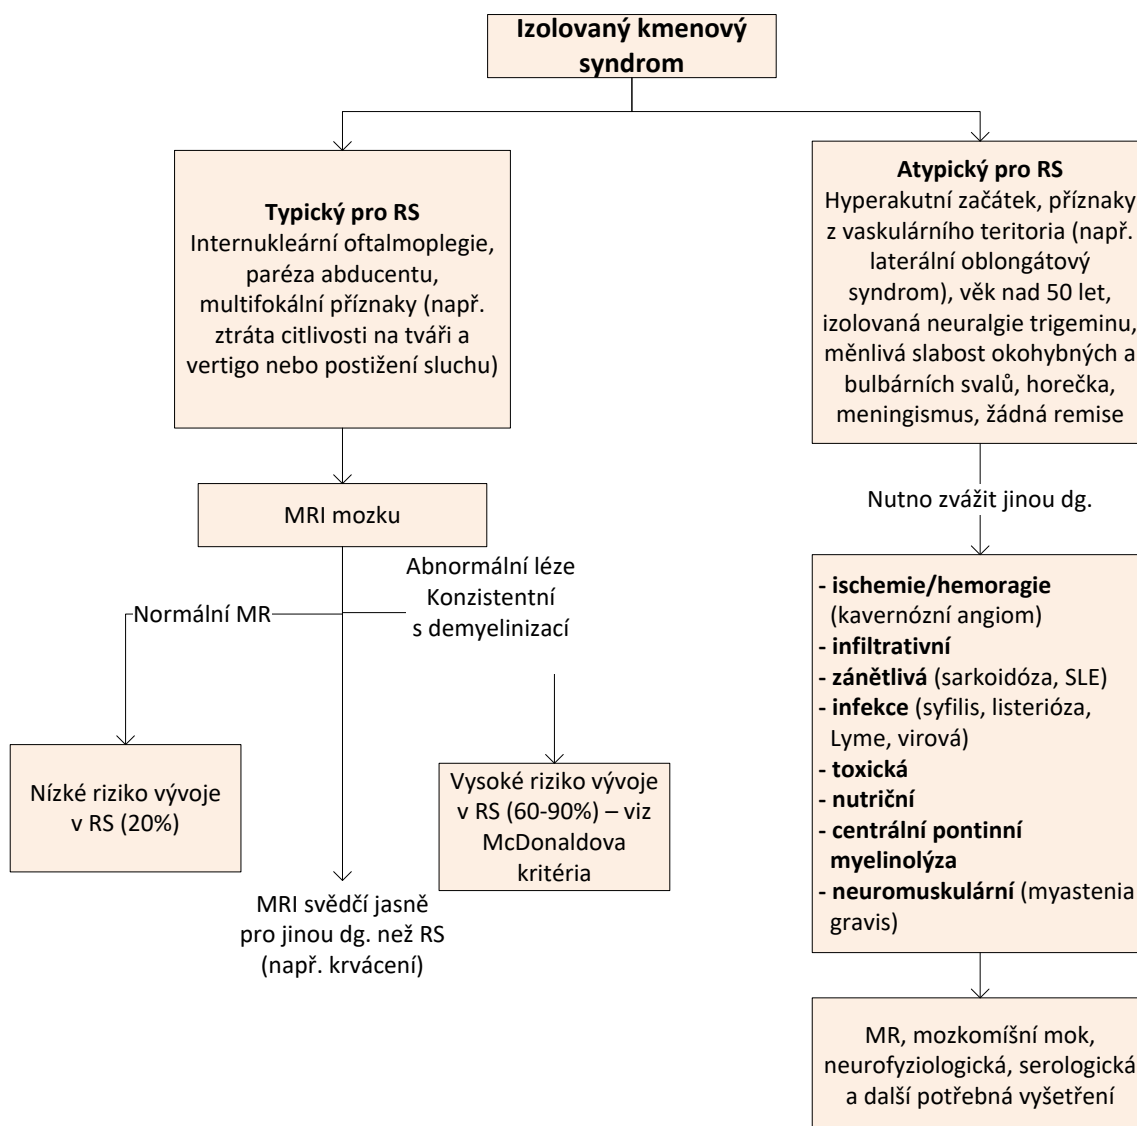 Izolovaný kmenový
syndrom
Typický pro RS
Internukleární oftalmoplegie,
paréza abducentu,
multifokální příznaky (např.
ztráta citlivosti na tváři a
vertigo nebo postižení sluchu)
Atypický pro RS
Hyperakutní začátek, příznaky
z vaskulárního teritoria (např.
laterální oblongátový
syndrom), věk nad 50 let,
izolovaná neuralgie trigeminu,
měnlivá slabost okohybných a
bulbárních svalů, horečka,
meningismus, žádná remise
MRI mozku
Nutno zvážit jinou dg.
Normální MR
Abnormální léze
Konzistentní
s demyelinizací
Nízké riziko vývoje
v RS (20%)
MRI svědčí jasně
pro jinou dg. než RS
(např. krvácení)
Vysoké riziko vývoje
v RS (60-90%) – viz
McDonaldova
kritéria
- ischemie/hemoragie
(kavernózní angiom)
- infiltrativní
- zánětlivá (sarkoidóza, SLE)
- infekce (syfilis, listerióza,
Lyme, virová)
- toxická
- nutriční
- centrální pontinní
myelinolýza
- neuromuskulární (myastenia
gravis)
MR, mozkomíšní mok,
neurofyziologická, serologická
a další potřebná vyšetření